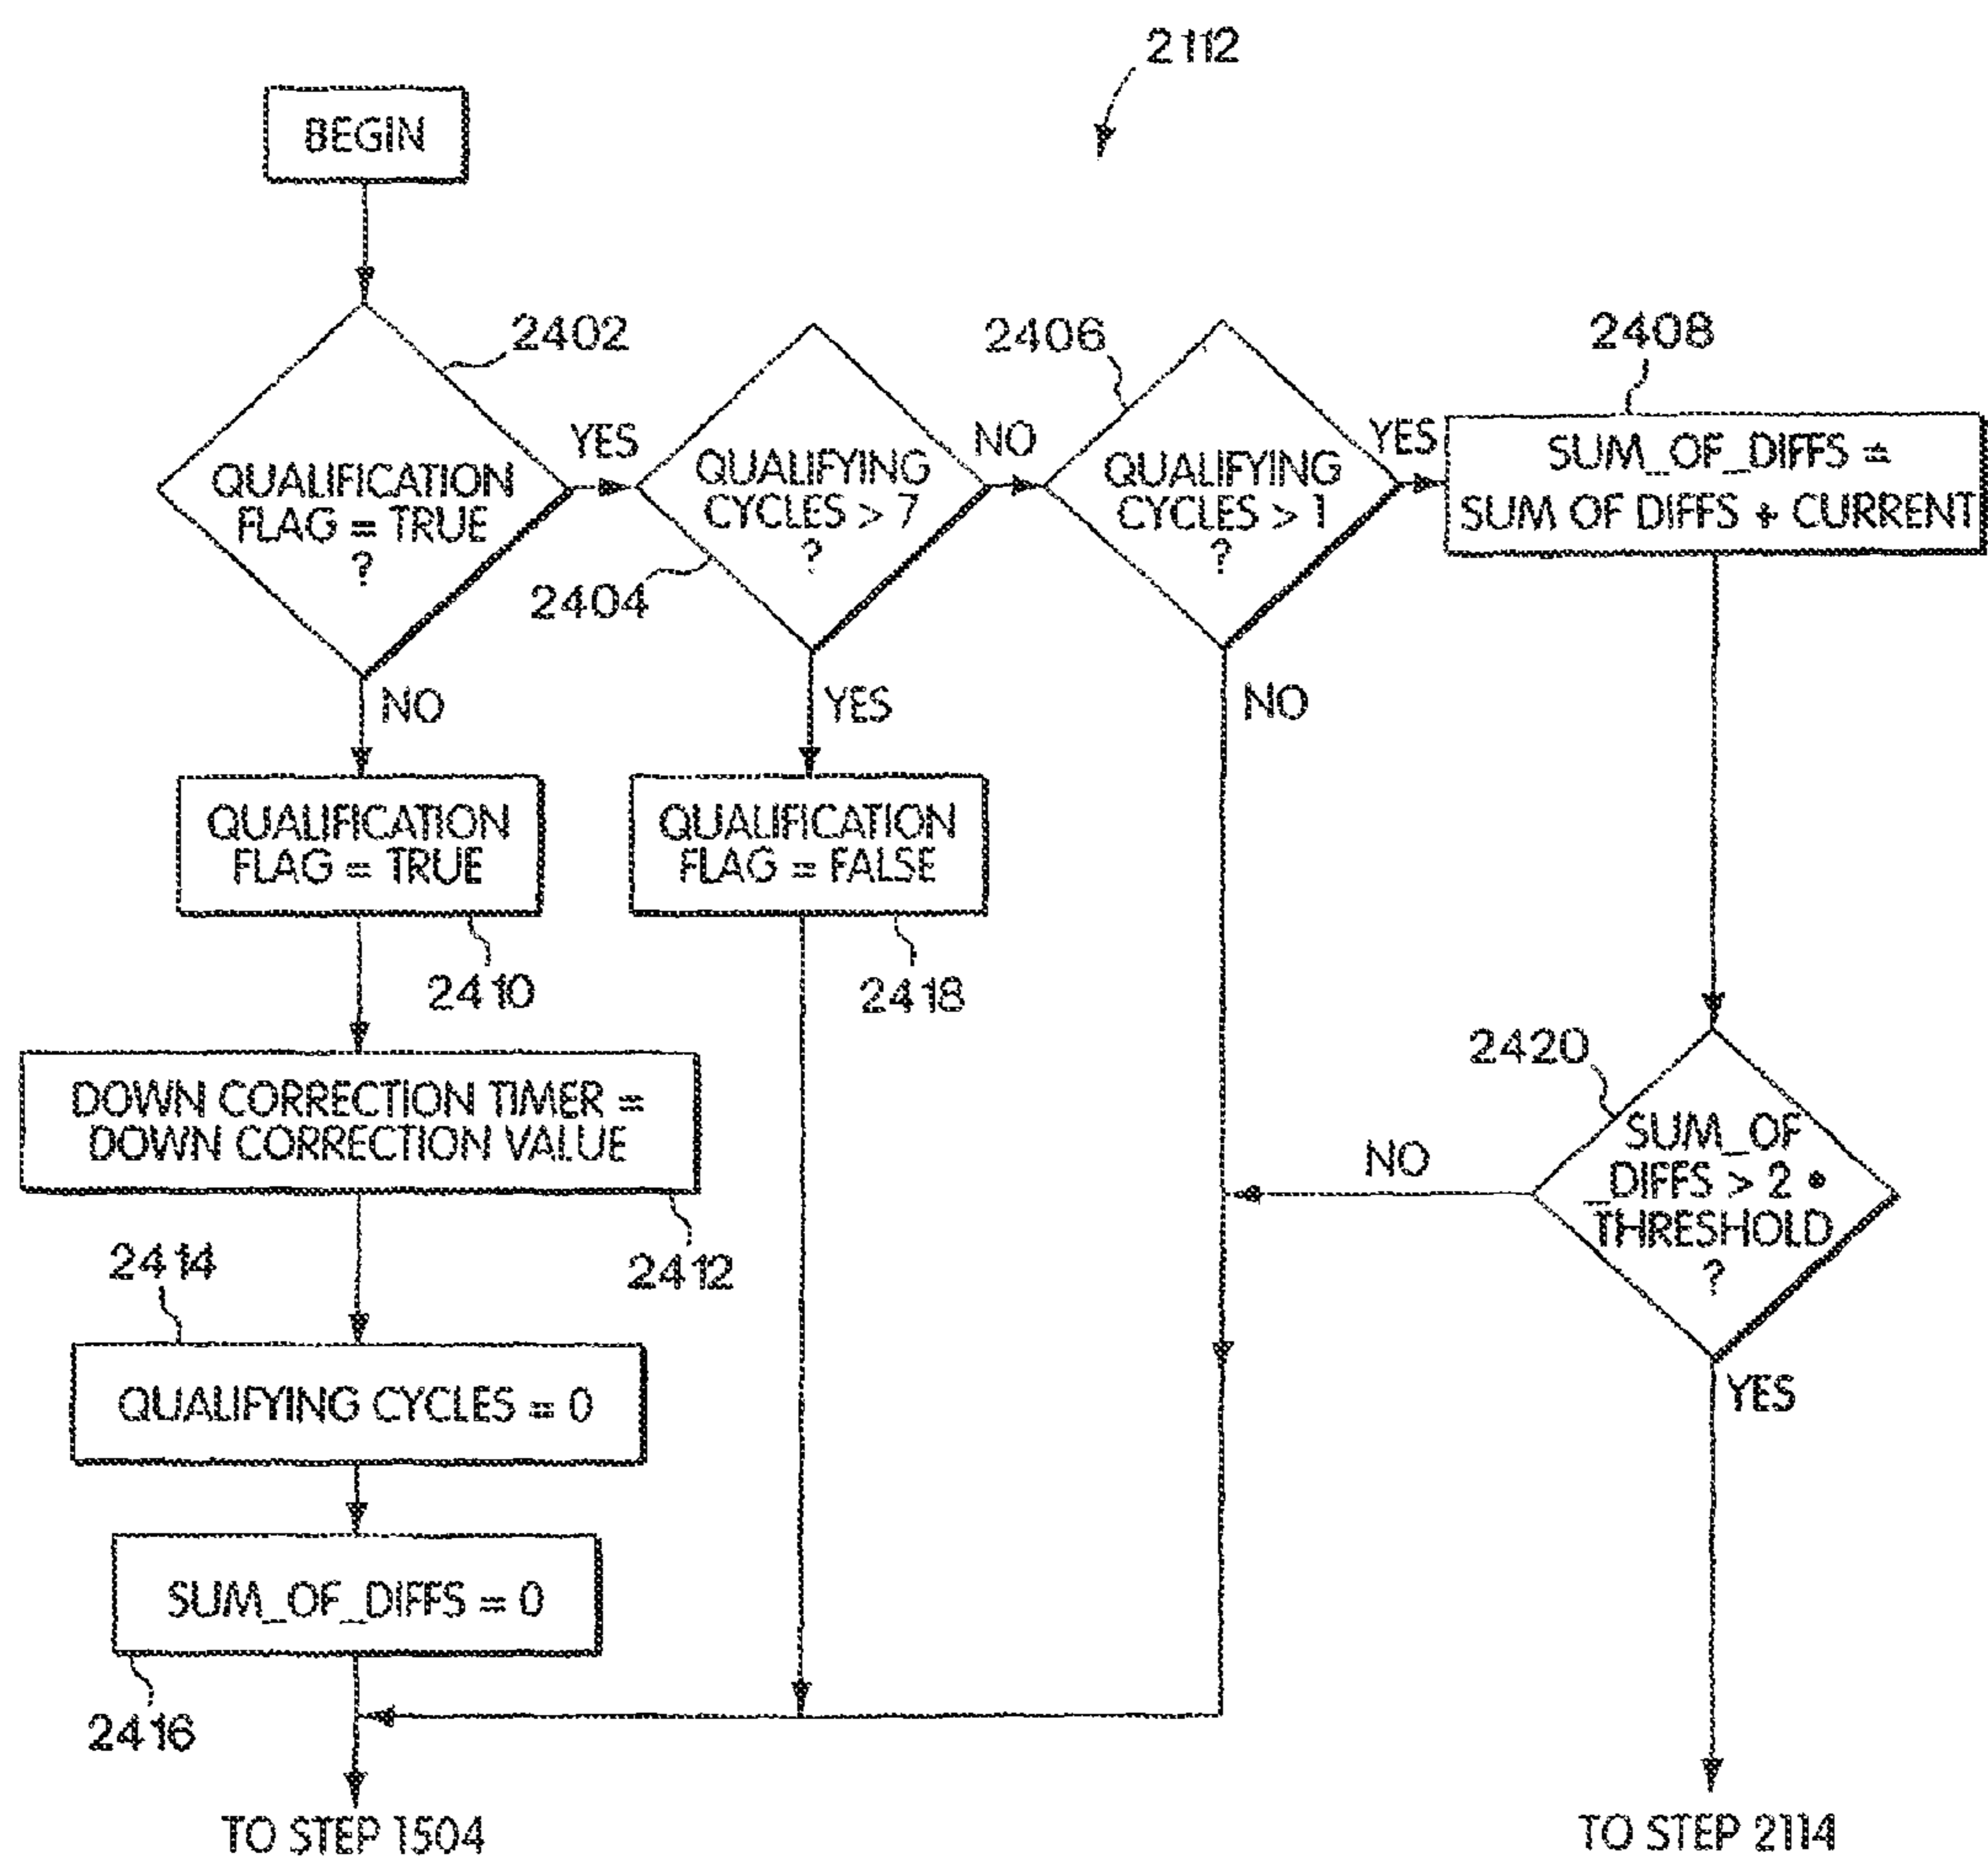 2112
BEGIN
2402
QUALIFICATION
FLAG = TRUE
?
YES
NO
2404
QUALIFYING
CYCLES > 7
?
NO
YES
2406
QUALIFYING
CYCLES > 1
?
YES
NO
2408
SUM_OF_DIFFS =
SUM OF DIFFS + CURRENT
QUALIFICATION
FLAG = TRUE
2410
QUALIFICATION
FLAG = FALSE
2418
DOWN CORRECTION TIMER =
DOWN CORRECTION VALUE
2412
2420
SUM_OF
_DIFFS > 2 •
THRESHOLD
?
NO
YES
2414
QUALIFYING CYCLES = 0
SUM_OF_DIFFS = 0
2416
TO STEP 1504
TO STEP 2114